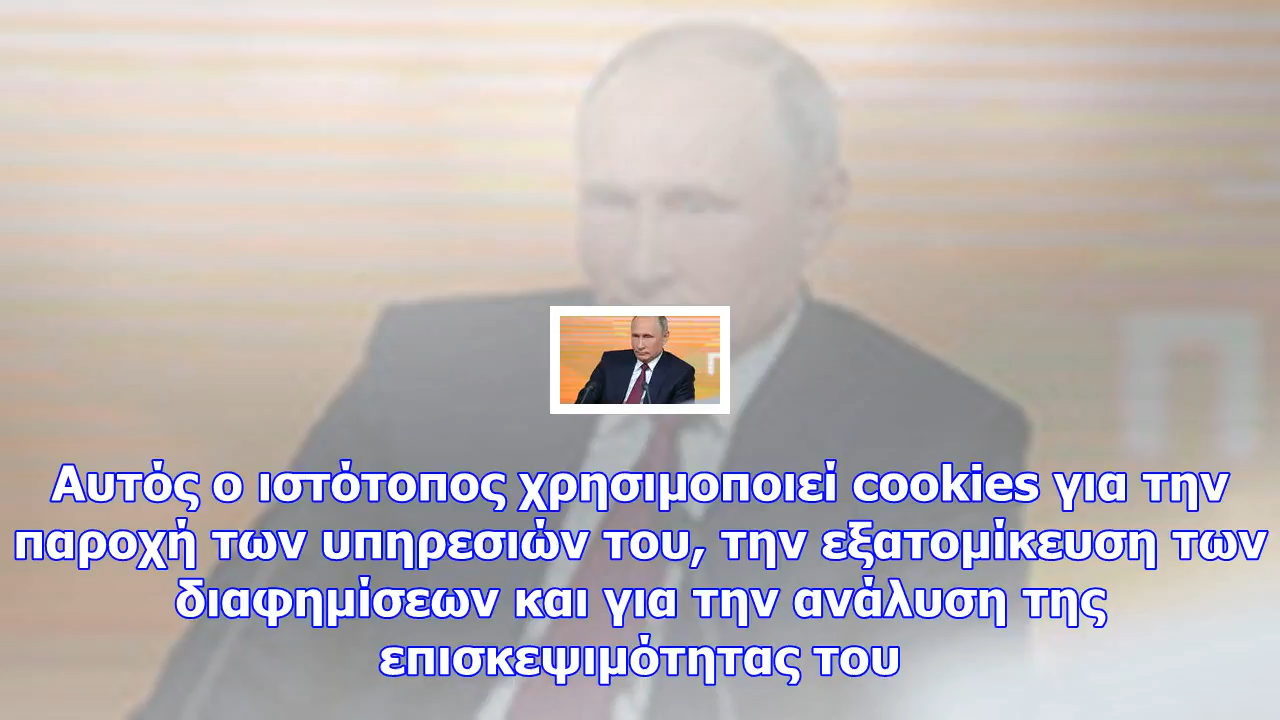 Αυτός ο ιστότοπος χρησιμοποιεί cookies για την
παροχή των υπηρεσιών του, την εξατομίκευση των
διαφημίσεων και για την ανάλυση της
επισκεψιμότητας του